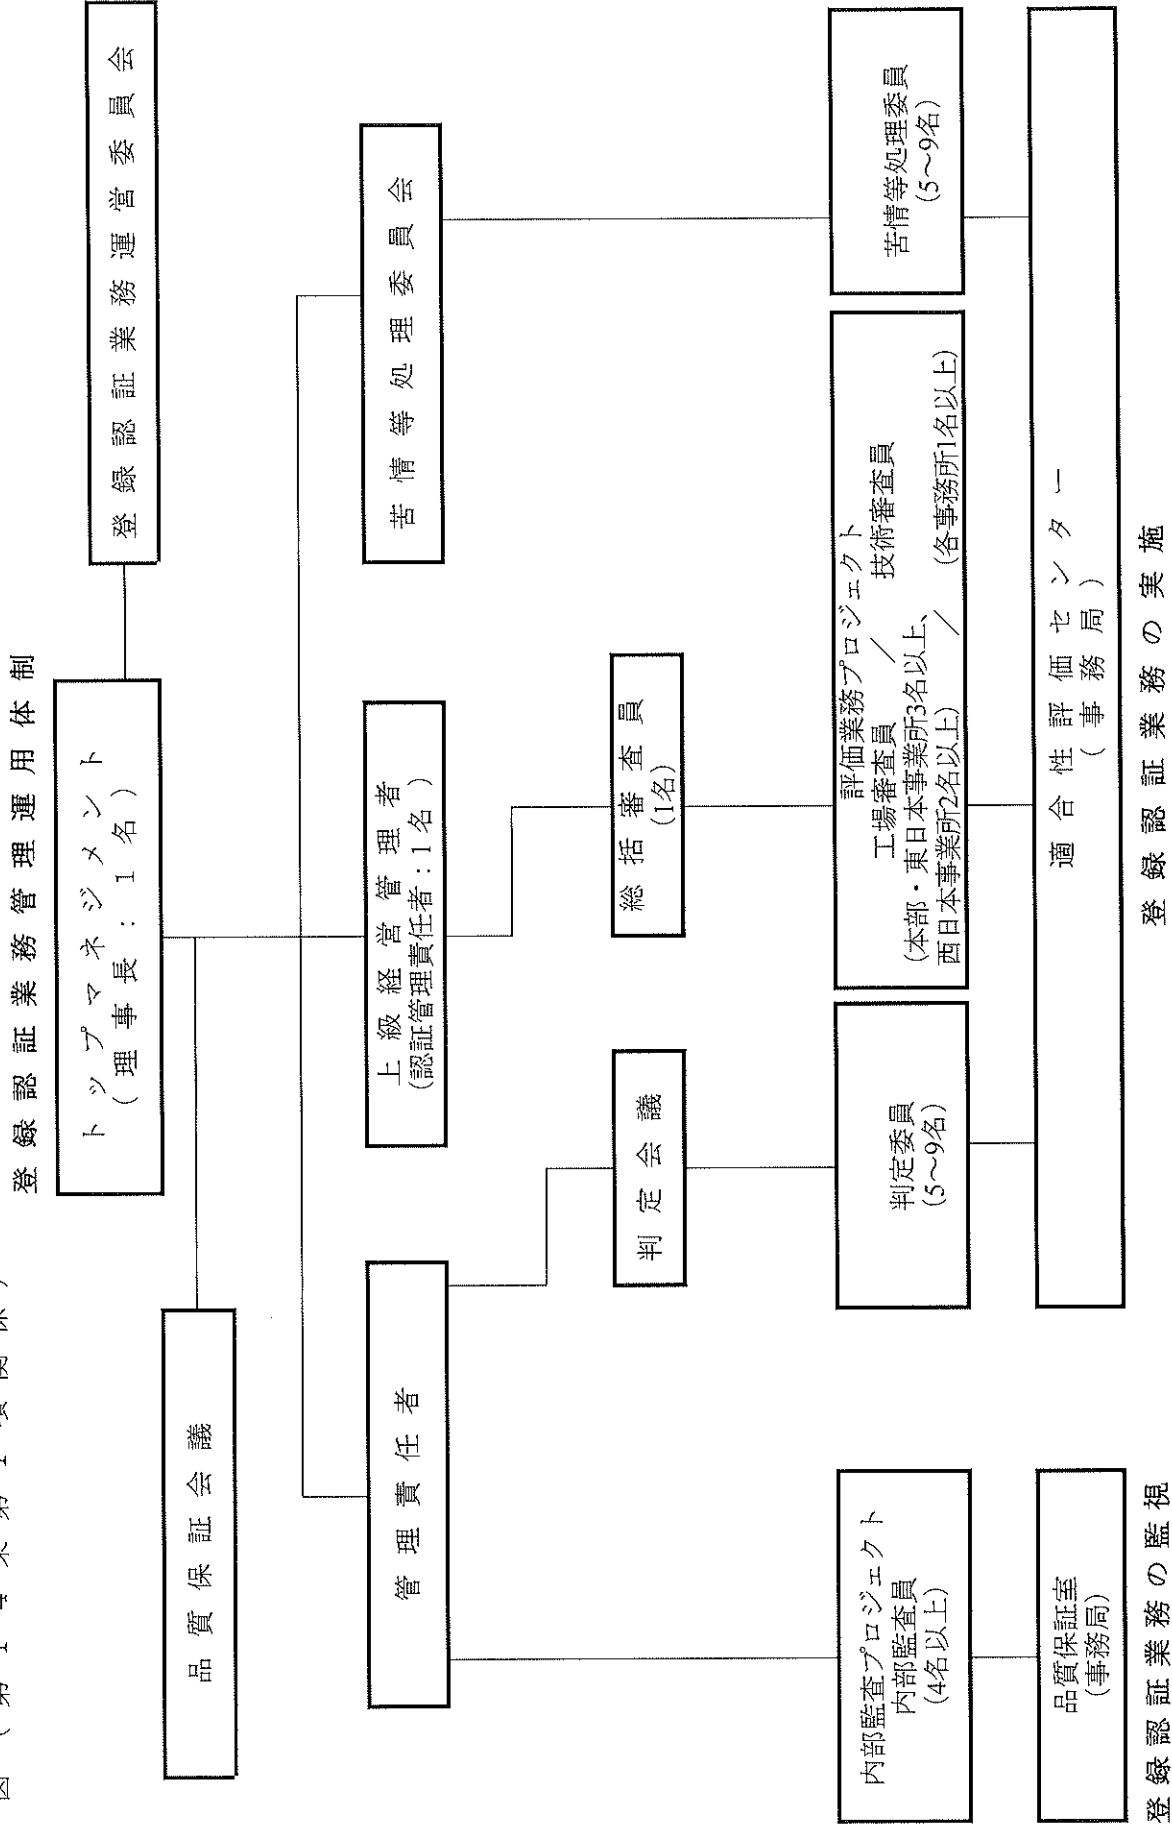 図(第14条第1項関係)
登録認証業務管理運用体制
トップマネジメント
(理事長:1名)
登録認証業務運営委員会
品質保証会議
管理責任者
上級経営管理者
(認証管理責任者:1名)
苦情等処理委員会
判定会議
総括審査員
(1名)
内部監査プロジェクト
内部監査員
(4名以上)
判定委員
(5~9名)
評価業務プロジェクト
工場審査員 / 技術審査員
(本部・東日本事業所3名以上、
西日本事業所2名以上) / (各事務所1名以上)
苦情等処理委員
(5~9名)
品質保証室
(事務局)
適合性評価センター
(事務局)
登録認証業務の監視
登録認証業務の実施